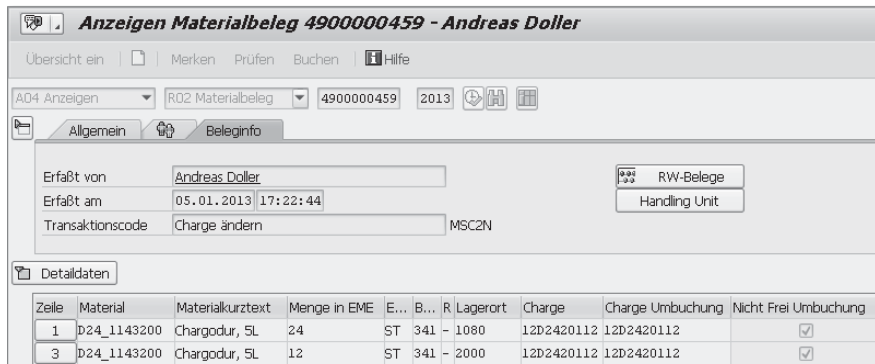 Anzeigen Materialbeleg 4900000459 - Andreas Doller
Übersicht ein Merken Prüfen Buchen Hilfe
A04 Anzeigen R02 Materialbeleg 4900000459 2013
Allgemein Beleginfo
Erfaßt von Andreas Doller RW-Belege
Erfaßt am 05.01.2013 17:22:44 Handling Unit
Transaktionscode Charge ändern MSC2N
Detaildaten
Zeile Material Materialkurztext Menge in EME E... B... R Lagerort Charge Charge Umbuchung Nicht Frei Umbuchung
1 D24_1143200 Chargodur, 5L 24 ST 341 - 1080 12D2420112 12D2420112
3 D24_1143200 Chargodur, 5L 12 ST 341 - 2000 12D2420112 12D2420112